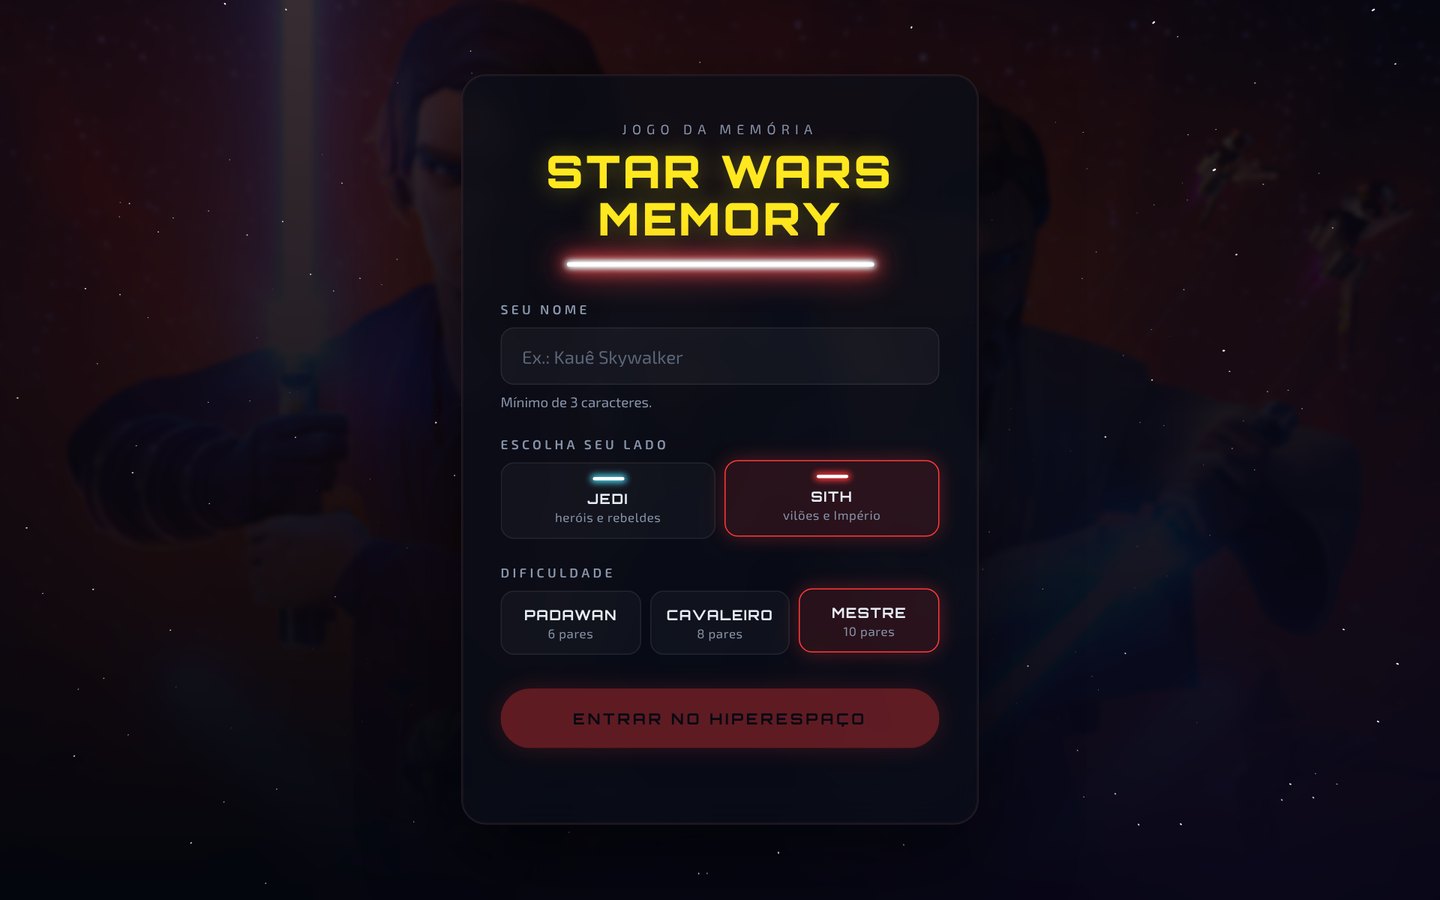 JOGO DA MEMÓRIA
STAR WARS
MEMORY
SEU NOME
Ex.: Kauê Skywalker
Mínimo de 3 caracteres.
ESCOLHA SEU LADO
JEDI
heróis e rebeldes
SITH
vilões e Império
DIFICULDADE
PADAWAN
6 pares
CAVALEIRO
8 pares
MESTRE
10 pares
ENTRAR NO HIPERESPAÇO